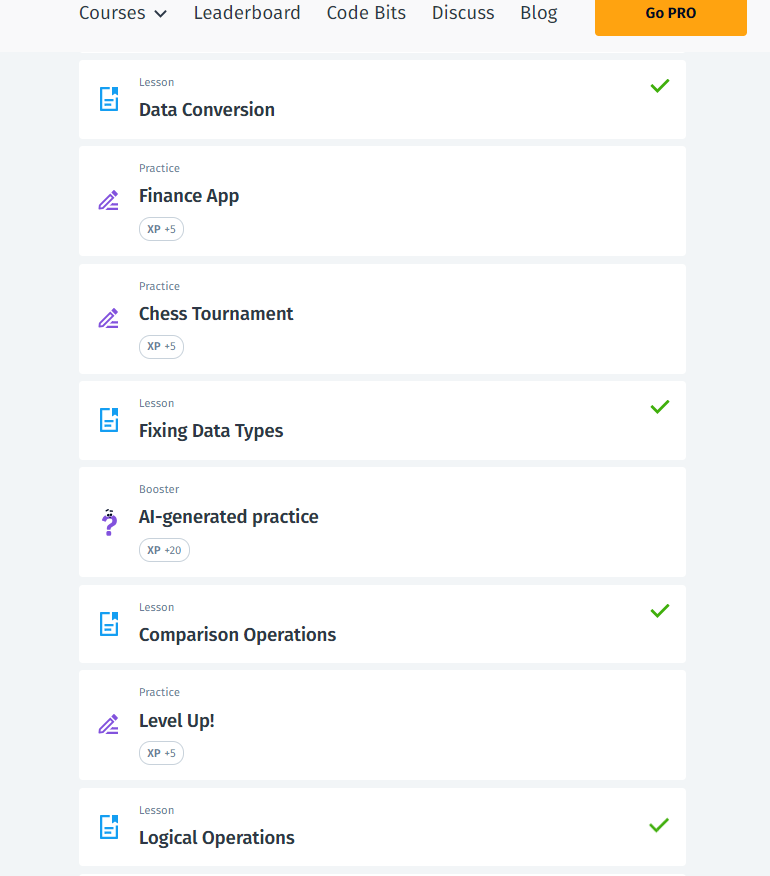 Courses Leaderboard Code Bits Discuss Blog Go PRO
Lesson
Data Conversion
Practice
Finance App
XP +5
Practice
Chess Tournament
XP +5
Lesson
Fixing Data Types
Booster
AI-generated practice
XP +20
Lesson
Comparison Operations
Practice
Level Up!
XP +5
Lesson
Logical Operations